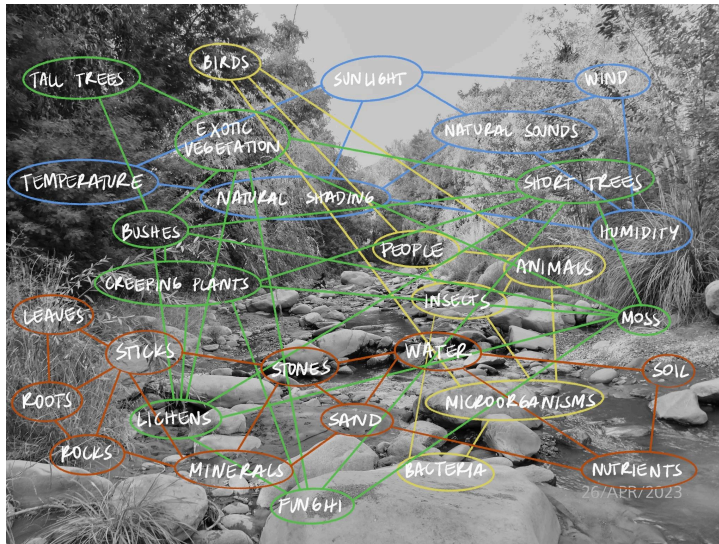 BIRDS
TALL TREES
SUNLIGHT
WIND
EXOTIC
VEGETATION
NATURAL SOUNDS
TEMPERATURE
NATURAL SHADING
SHORT TREES
BUSHES
PEOPLE
HUMIDITY
ANIMALS
CREEPING PLANTS
INSECTS
LEAVES
MOSS
STICKS
WATER
STONES
SOIL
ROOTS
MICROORGANISMS
LICHENS
SAND
ROCKS
MINERALS
BACTERIA
NUTRIENTS
26/APR/2023
FUNGHI